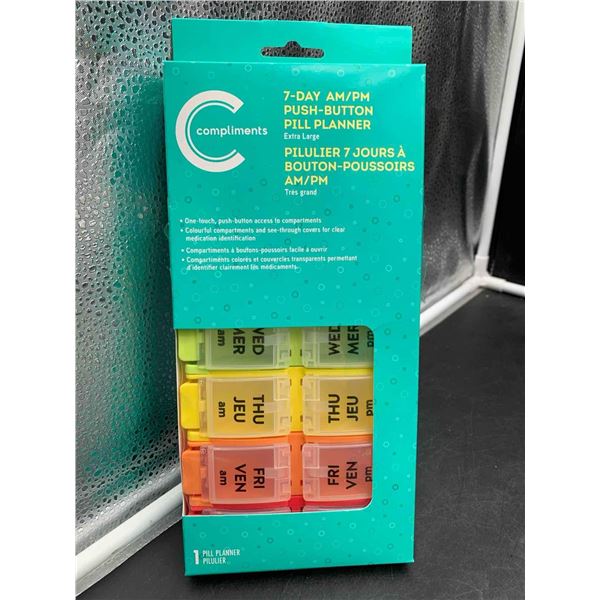 compliments
7-DAY AM/PM
PUSH-BUTTON
PILL PLANNER
Extra Large
PILULIER 7 JOURS À
BOUTON-POUSSOIRS
AM/PM
Très grand
• One-touch, push-button access to compartments
• Colourful compartments and see-through covers for clear
medication identification
• Compartiments à boutons-poussoirs facile à ouvrir
• Compartiments colorés et couvercles transparents permettant
d'identifier clairement les médicaments.
WED
MER
am
WED
MER
pm
THU
JEU
am
THU
JEU
pm
FRI
VEN
am
FRI
VEN
pm
1 PILL PLANNER
PILULIER